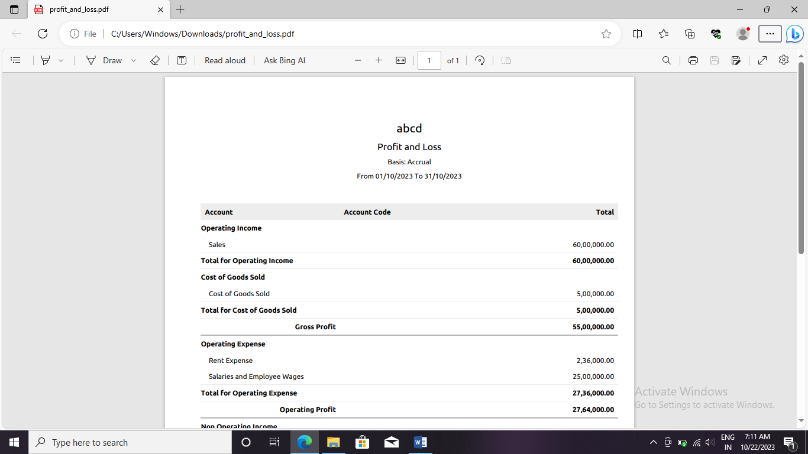 profit_and_loss.pdf
File C:/Users/Windows/Downloads/profit_and_loss.pdf
Draw Read aloud Ask Bing AI 1 of 1
abcd
Profit and Loss
Basis: Accrual
From 01/10/2023 To 31/10/2023
Account Account Code Total
Operating Income
Sales 60,00,000.00
Total for Operating Income 60,00,000.00
Cost of Goods Sold
Cost of Goods Sold 5,00,000.00
Total for Cost of Goods Sold 5,00,000.00
Gross Profit 55,00,000.00
Operating Expense
Rent Expense 2,36,000.00
Salaries and Employee Wages 25,00,000.00
Total for Operating Expense 27,36,000.00
Operating Profit 27,64,000.00
Non Operating Income
Activate Windows
Go to Settings to activate Windows.
Type here to search
ENG 7:11 AM
IN 10/22/2023